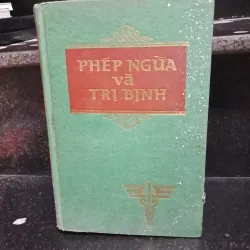 PHÉP NGỪA
và
TRỊ BỊNH